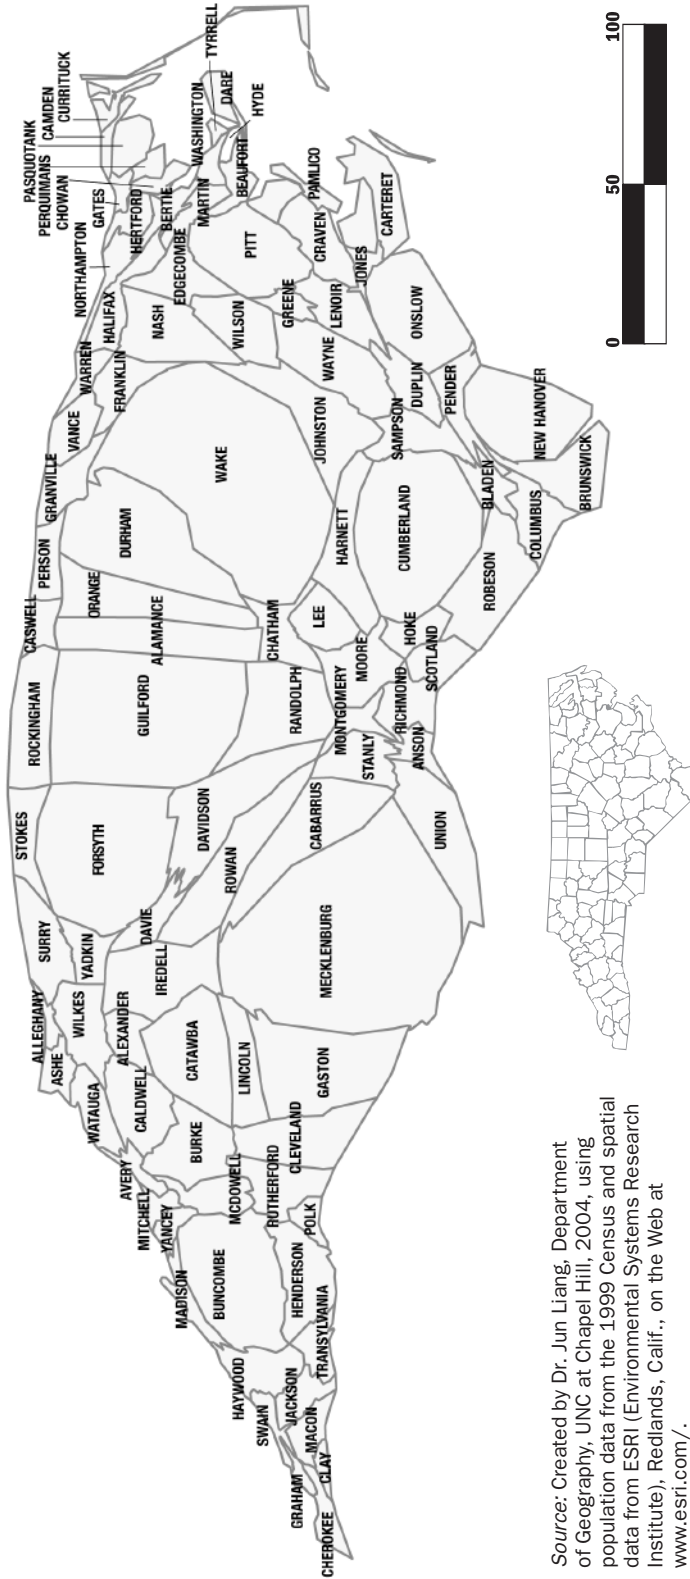 CURRITUCK
CAMDEN
PASQUOTANK
PERQUIMANS
CHOWAN
GATES
NORTHAMPTON
HERTFORD
BERTIE
WASHINGTON
TYRRELL
DARE
HYDE
BEAUFORT
MARTIN
HALIFAX
EDGECOMBE
PITT
PAMLICO
CRAVEN
CARTERET
JONES
WARREN
FRANKLIN
NASH
WILSON
GREENE
LENOIR
WAYNE
ONSLOW
DUPLIN
PENDER
VANCE
GRANVILLE
WAKE
JOHNSTON
SAMPSON
NEW HANOVER
BRUNSWICK
PERSON
DURHAM
ORANGE
HARNETT
CUMBERLAND
BLADEN
COLUMBUS
ROBESON
CASWELL
ALAMANCE
CHATHAM
LEE
MOORE
HOKE
SCOTLAND
ROCKINGHAM
GUILFORD
RANDOLPH
MONTGOMERY
RICHMOND
STANLY
ANSON
STOKES
FORSYTH
DAVIDSON
ROWAN
CABARRUS
UNION
SURRY
YADKIN
DAVIE
IREDELL
MECKLENBURG
ALLEGHANY
ASHE
WILKES
ALEXANDER
CATAWBA
LINCOLN
GASTON
WATAUGA
CALDWELL
BURKE
CLEVELAND
AVERY
MITCHELL
YANCEY
MCDOWELL
RUTHERFORD
POLK
MADISON
BUNCOMBE
HENDERSON
TRANSYLVANIA
HAYWOOD
SWAIN
JACKSON
MACON
GRAHAM
CLAY
CHEROKEE
0 50 100
Source: Created by Dr. Jun Liang, Department
of Geography, UNC at Chapel Hill, 2004, using
population data from the 1999 Census and spatial
data from ESRI (Environmental Systems Research
Institute), Redlands, Calif., on the Web at
www.esri.com/.